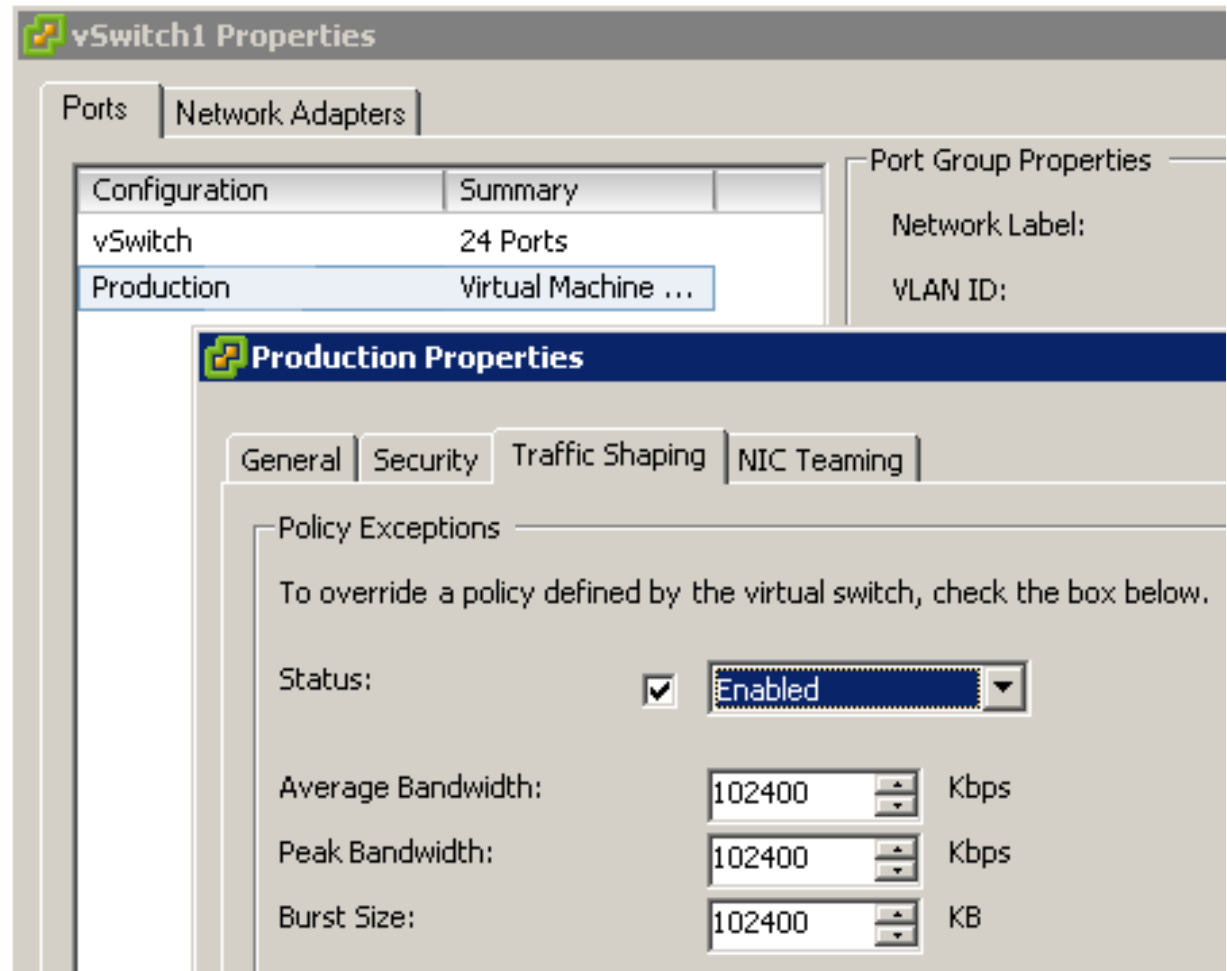 vSwitch1 Properties
Ports Network Adapters
Configuration Summary
vSwitch 24 Ports
Production Virtual Machine ...
Port Group Properties
Network Label:
VLAN ID:
Production Properties
General Security Traffic Shaping NIC Teaming
Policy Exceptions
To override a policy defined by the virtual switch, check the box below.
Status: Enabled
Average Bandwidth: 102400 Kbps
Peak Bandwidth: 102400 Kbps
Burst Size: 102400 KB